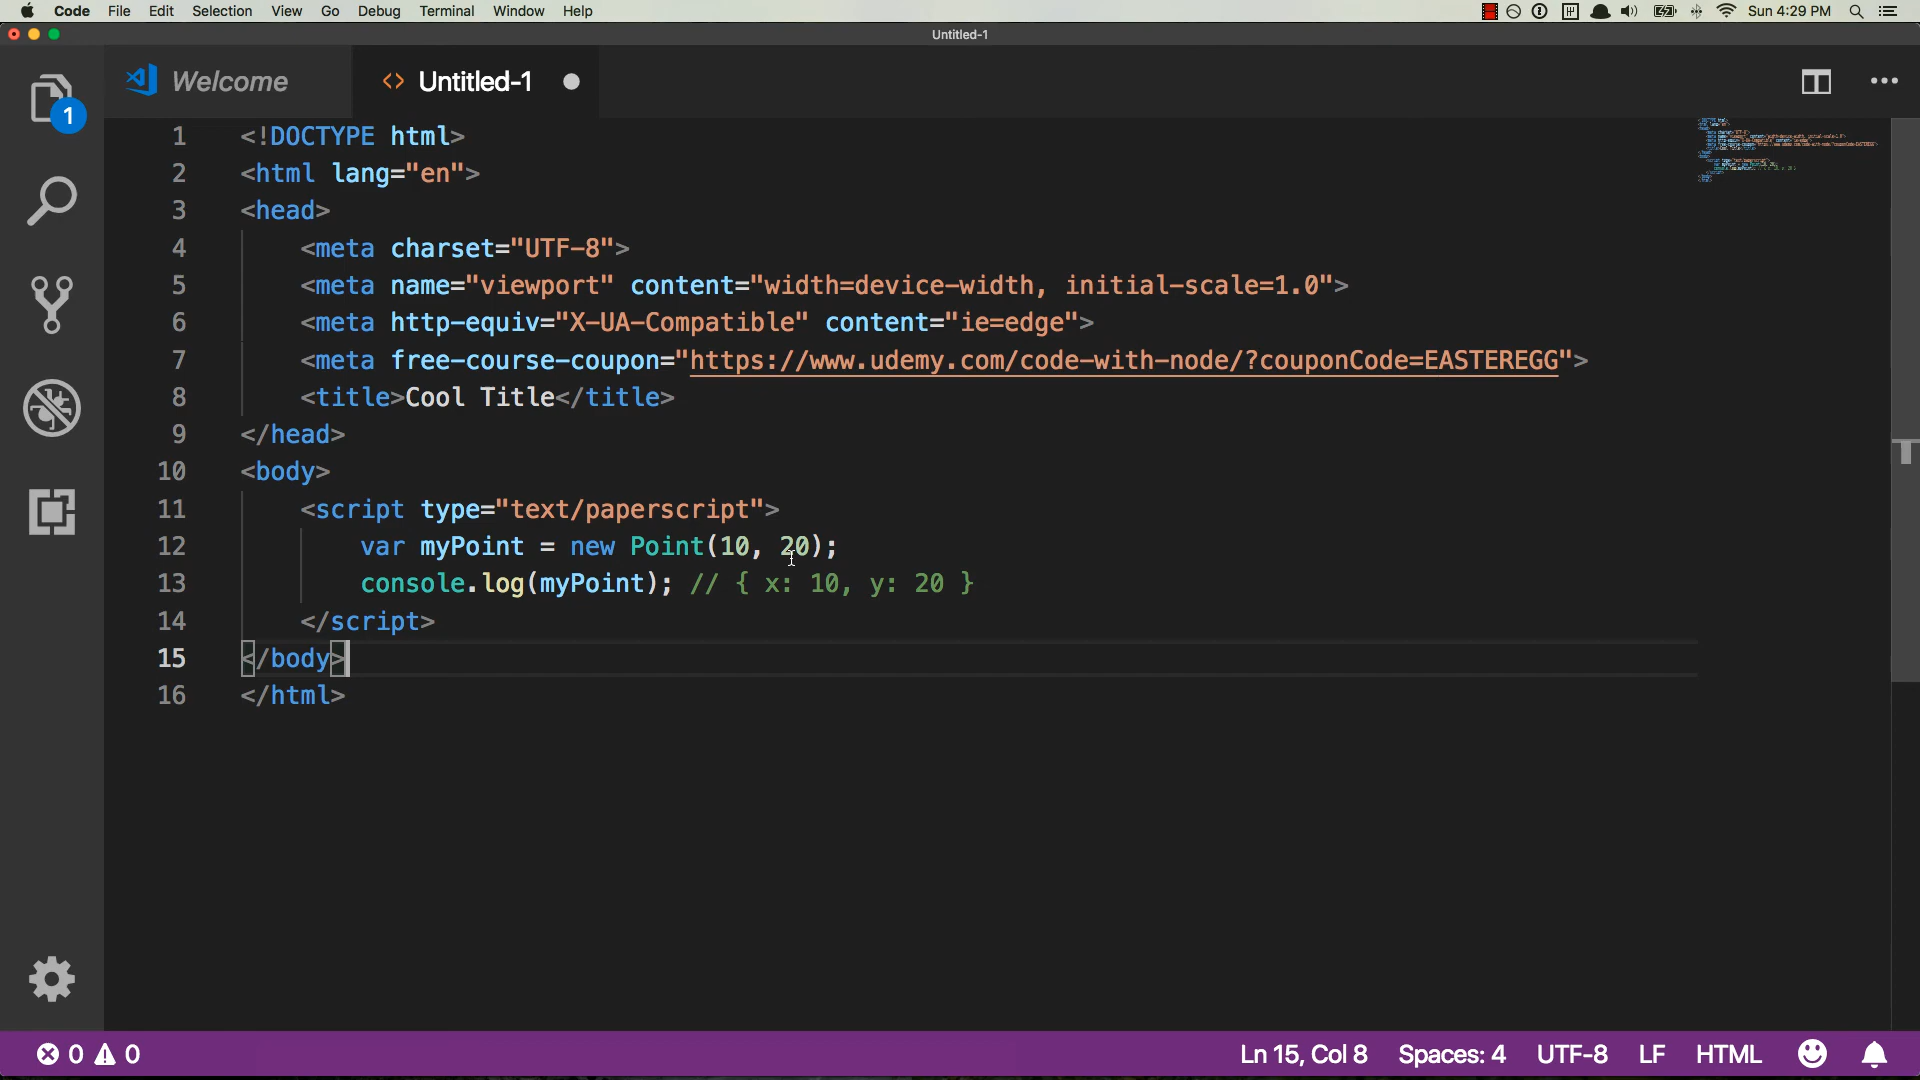 Code File Edit Selection View Go Debug Terminal Window Help Sun 4:29 PM
Untitled-1
Welcome <> Untitled-1
1
1 <!DOCTYPE html>
2 <html lang="en">
3 <head>
4 <meta charset="UTF-8">
5 <meta name="viewport" content="width=device-width, initial-scale=1.0">
6 <meta http-equiv="X-UA-Compatible" content="ie=edge">
7 <meta free-course-coupon="https://www.udemy.com/code-with-node/?couponCode=EASTEREGG">
8 <title>Cool Title</title>
9 </head>
10 <body>
11 <script type="text/paperscript">
12 var myPoint = new Point(10, 20);
13 console.log(myPoint); // { x: 10, y: 20 }
14 </script>
15 </body>
16 </html>
0 0 Ln 15, Col 8 Spaces: 4 UTF-8 LF HTML